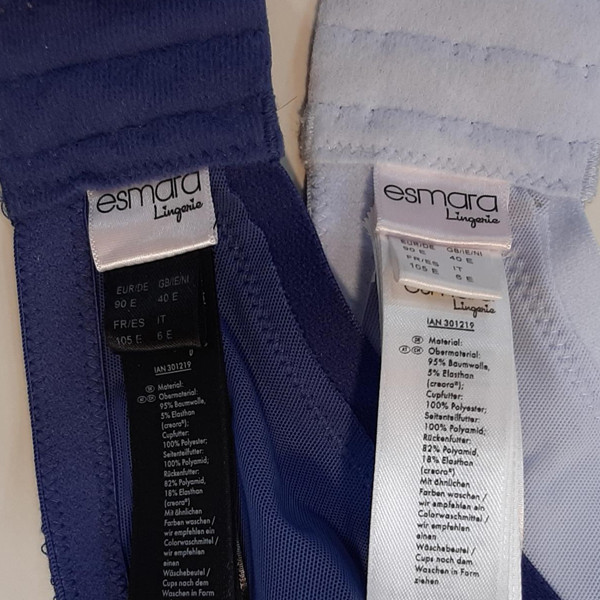 esmara
Lingerie
EUR/DE GB/IE/NI
90 E 40 E
FR/ES IT
105 E 6 E
IAN 301219
Material:
Obermaterial:
95% Baumwolle,
5% Elasthan
(creora®);
Cupfutter:
100% Polyester;
Seitenteilfutter:
100% Polyamid;
Rückenfutter:
82% Polyamid,
18% Elasthan
(creora®)
Mit ähnlichen
Farben waschen /
wir empfehlen ein
Colorwaschmittel /
wir empfehlen
einen
Wäschebeutel /
Cups nach dem
Waschen in Form
esmara
Lingerie
EUR/DE GB/IE/NI
90 E 40 E
FR/ES IT
105 E 6 E
Lingerie
IAN 301219
DE Material:
AT CH Obermaterial:
95% Baumwolle,
5% Elasthan
(creora®);
Cupfutter:
100% Polyester;
Seitenteilfutter:
100% Polyamid;
Rückenfutter:
82% Polyamid,
18% Elasthan
(creora®)
Mit ähnlichen
Farben waschen /
wir empfehlen ein
Colorwaschmittel /
wir empfehlen
einen
Wäschebeutel /
Cups nach dem
Waschen in Form
ziehen